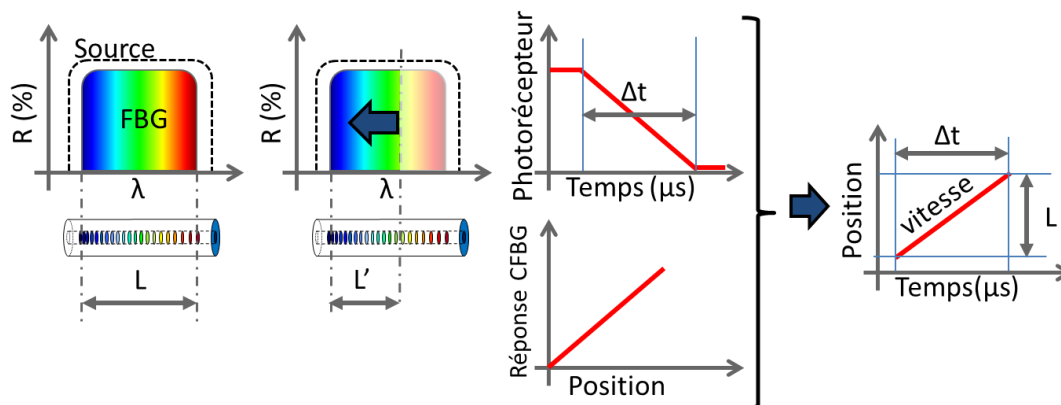 Source
R (%)
FBG
λ
L
R (%)
λ
L'
Photorécepteur
Δt
Temps (μs)
Réponse CFBG
Position
Δt
Position
vitesse
L
Temps(μs)